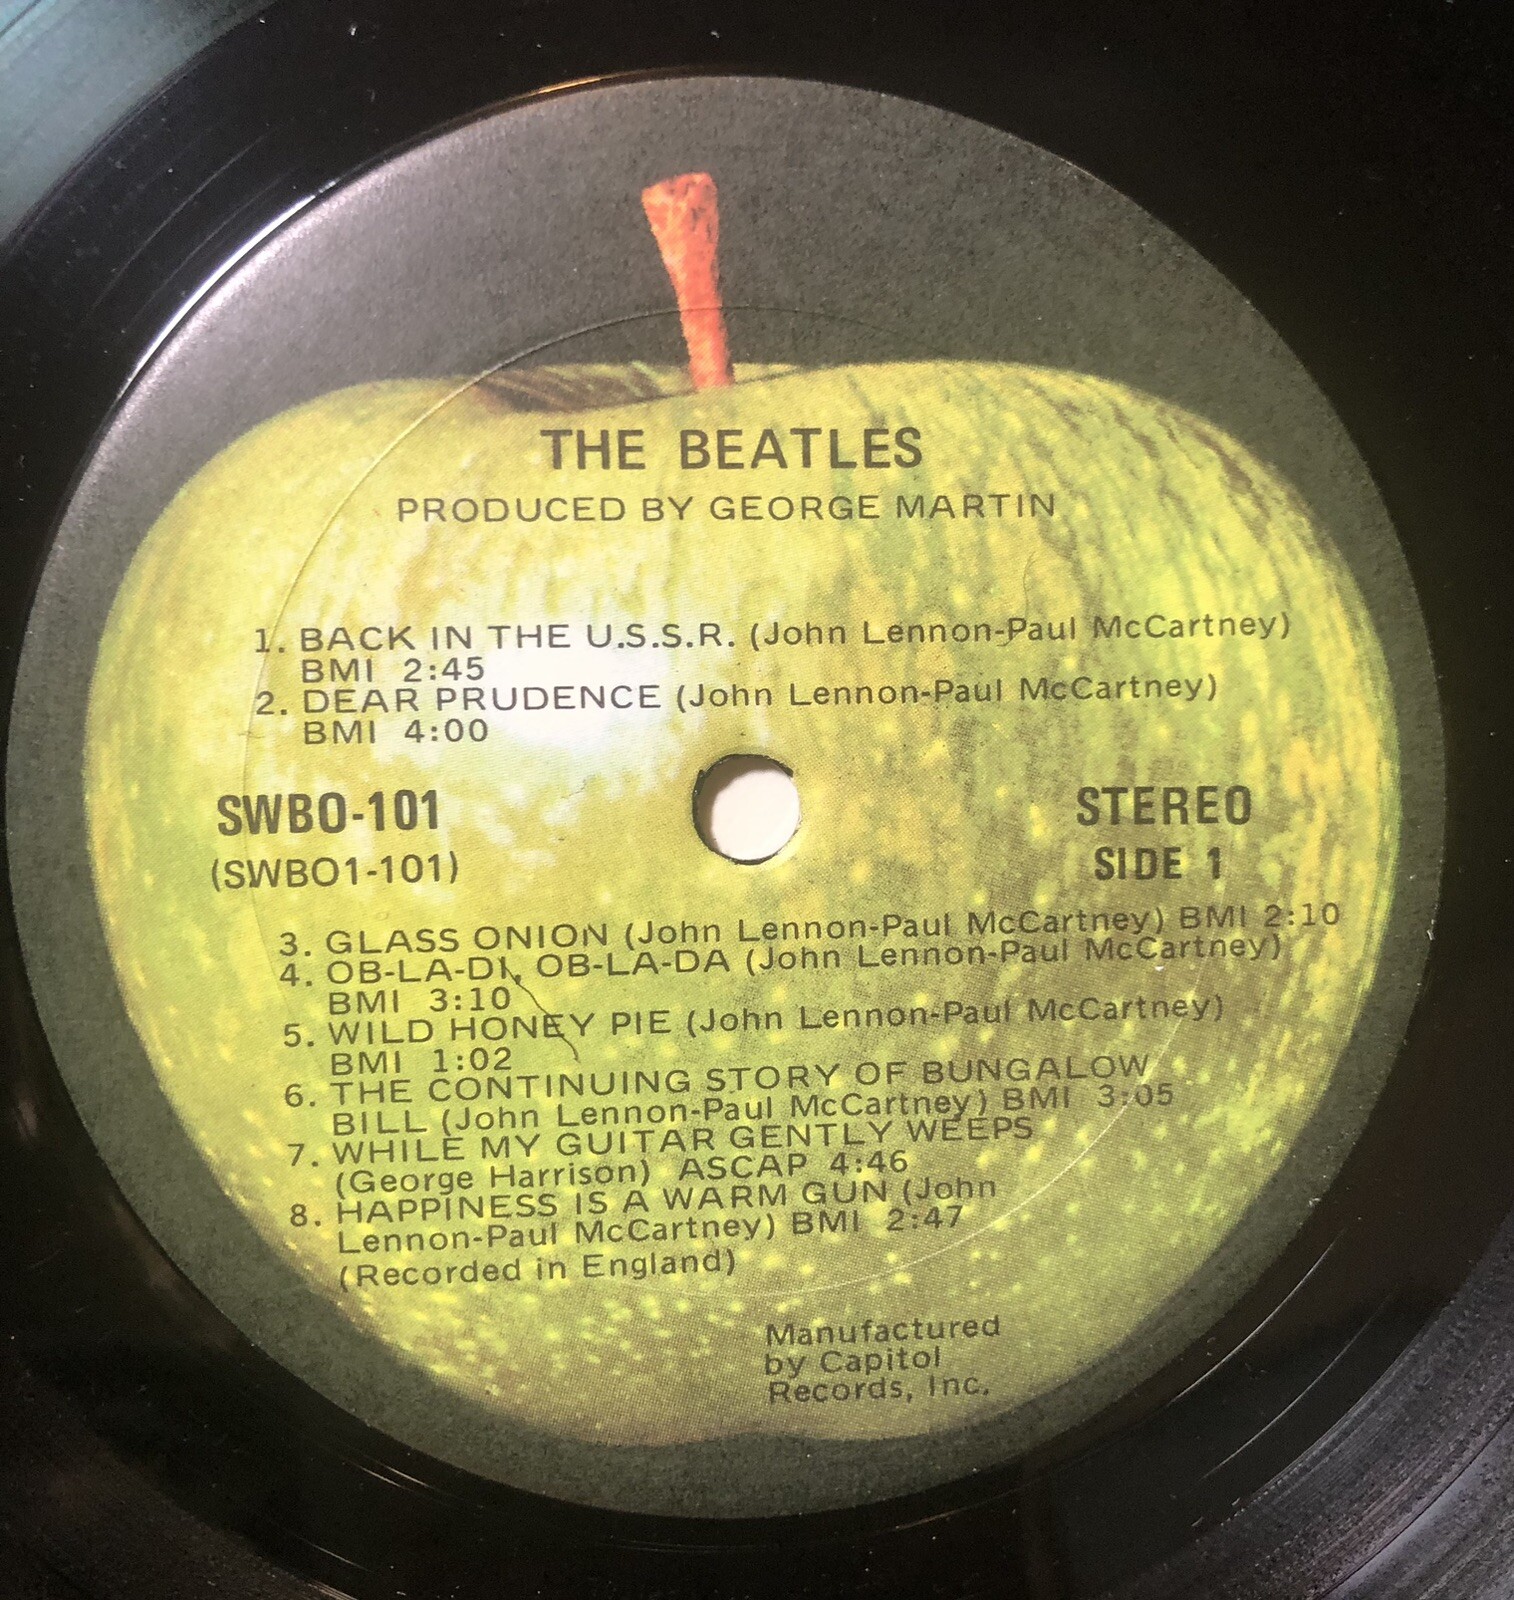 THE BEATLES
PRODUCED BY GEORGE MARTIN
1. BACK IN THE U.S.S.R. (John Lennon-Paul McCartney)
BMI 2:45
2. DEAR PRUDENCE (John Lennon-Paul McCartney)
BMI 4:00
SWBO-101
(SWBO1-101)
STEREO
SIDE 1
3. GLASS ONION (John Lennon-Paul McCartney) BMI 2:10
4. OB-LA-DI, OB-LA-DA (John Lennon-Paul McCartney)
BMI 3:10
5. WILD HONEY PIE (John Lennon-Paul McCartney)
BMI 1:02
6. THE CONTINUING STORY OF BUNGALOW
BILL (John Lennon-Paul McCartney) BMI 3:05
7. WHILE MY GUITAR GENTLY WEEPS
(George Harrison) ASCAP 4:46
8. HAPPINESS IS A WARM GUN (John
Lennon-Paul McCartney) BMI 2:47
(Recorded in England)
Manufactured
by Capitol
Records, Inc.